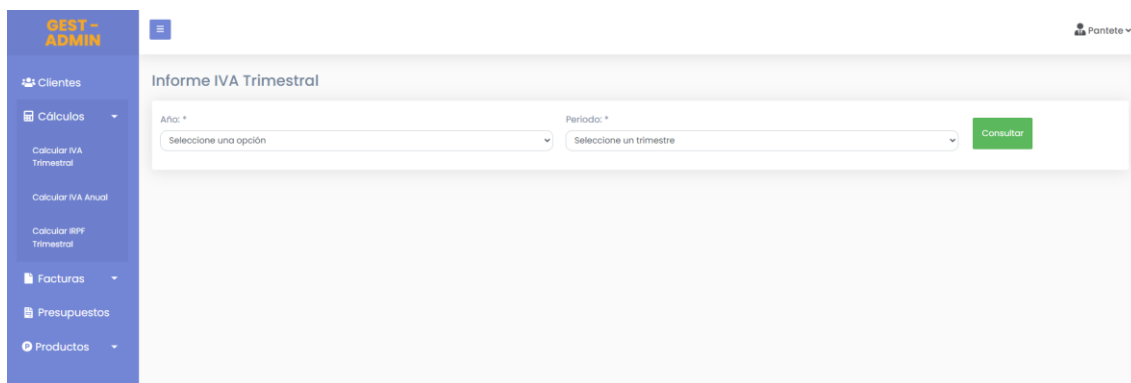 GEST -
ADMIN
Pantete
Clientes
Cálculos
Calcular IVA
Trimestral
Calcular IVA Anual
Calcular IRPF
Trimestral
Facturas
Presupuestos
Productos
Informe IVA Trimestral
Año: *
Seleccione una opción
Periodo: *
Seleccione un trimestre
Consultar